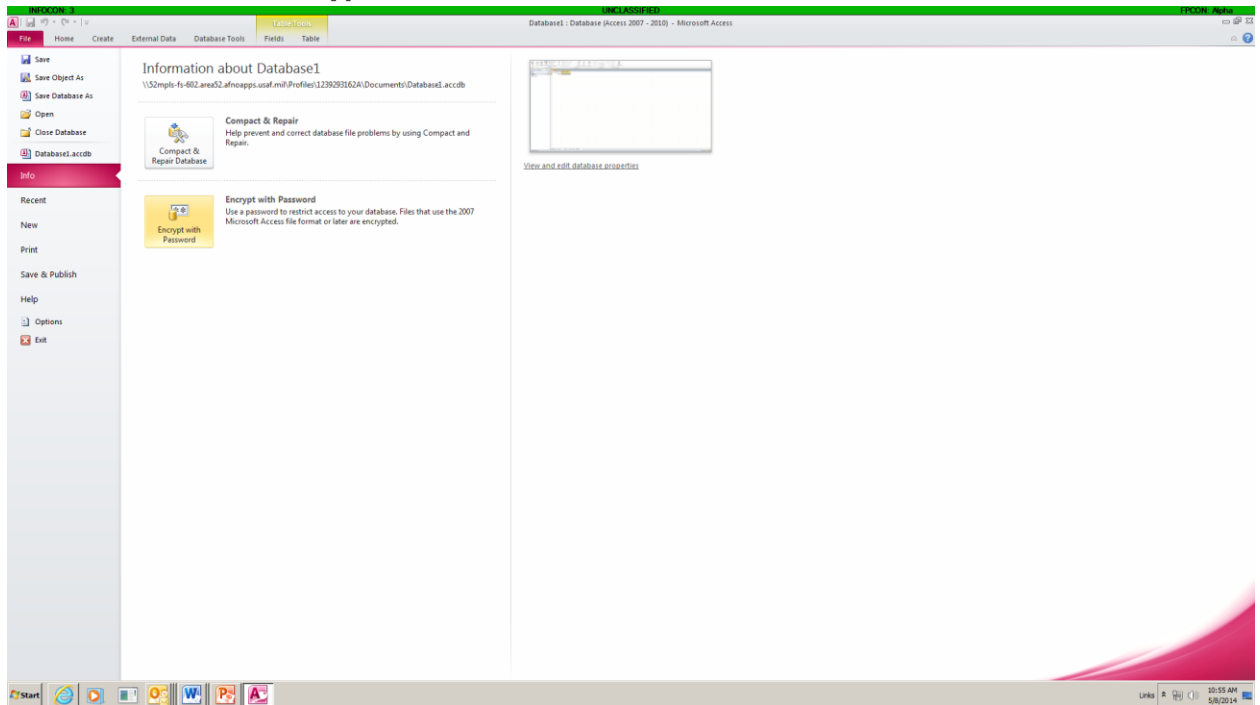 INFOCON: 3
UNCLASSIFIED
FPCON: Alpha
Table Tools
Database1 : Database (Access 2007 - 2010) - Microsoft Access
File
Home
Create
External Data
Database Tools
Fields
Table
Save
Save Object As
Save Database As
Open
Close Database
Database1.accdb
Info
Recent
New
Print
Save & Publish
Help
Options
Exit
Information about Database1
\\52mpls-fs-602.area52.afnoapps.usaf.mil\Profiles\1239293162A\Documents\Database1.accdb
Compact &
Repair Database
Compact & Repair
Help prevent and correct database file problems by using Compact and
Repair.
Encrypt with
Password
Encrypt with Password
Use a password to restrict access to your database. Files that use the 2007
Microsoft Access file format or later are encrypted.
View and edit database properties
Start
Links
10:55 AM
5/8/2014